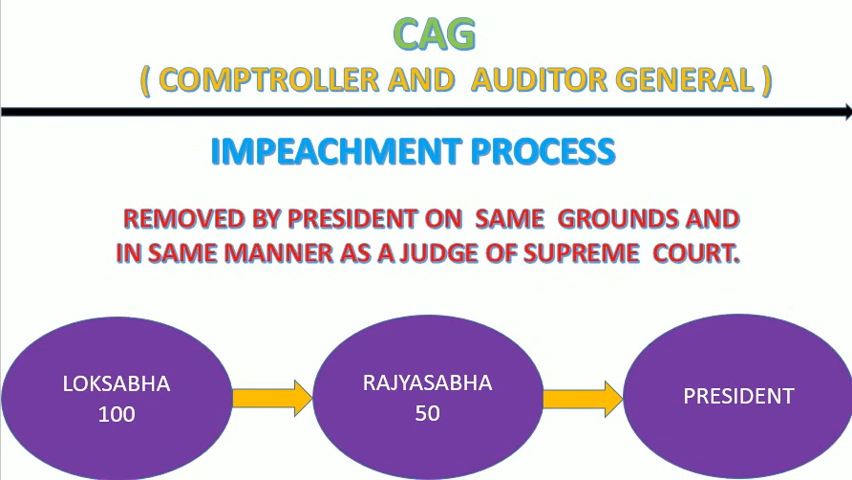 CAG
( COMPTROLLER AND AUDITOR GENERAL )
IMPEACHMENT PROCESS
REMOVED BY PRESIDENT ON SAME GROUNDS AND
IN SAME MANNER AS A JUDGE OF SUPREME COURT.
LOKSABHA
100
RAJYASABHA
50
PRESIDENT